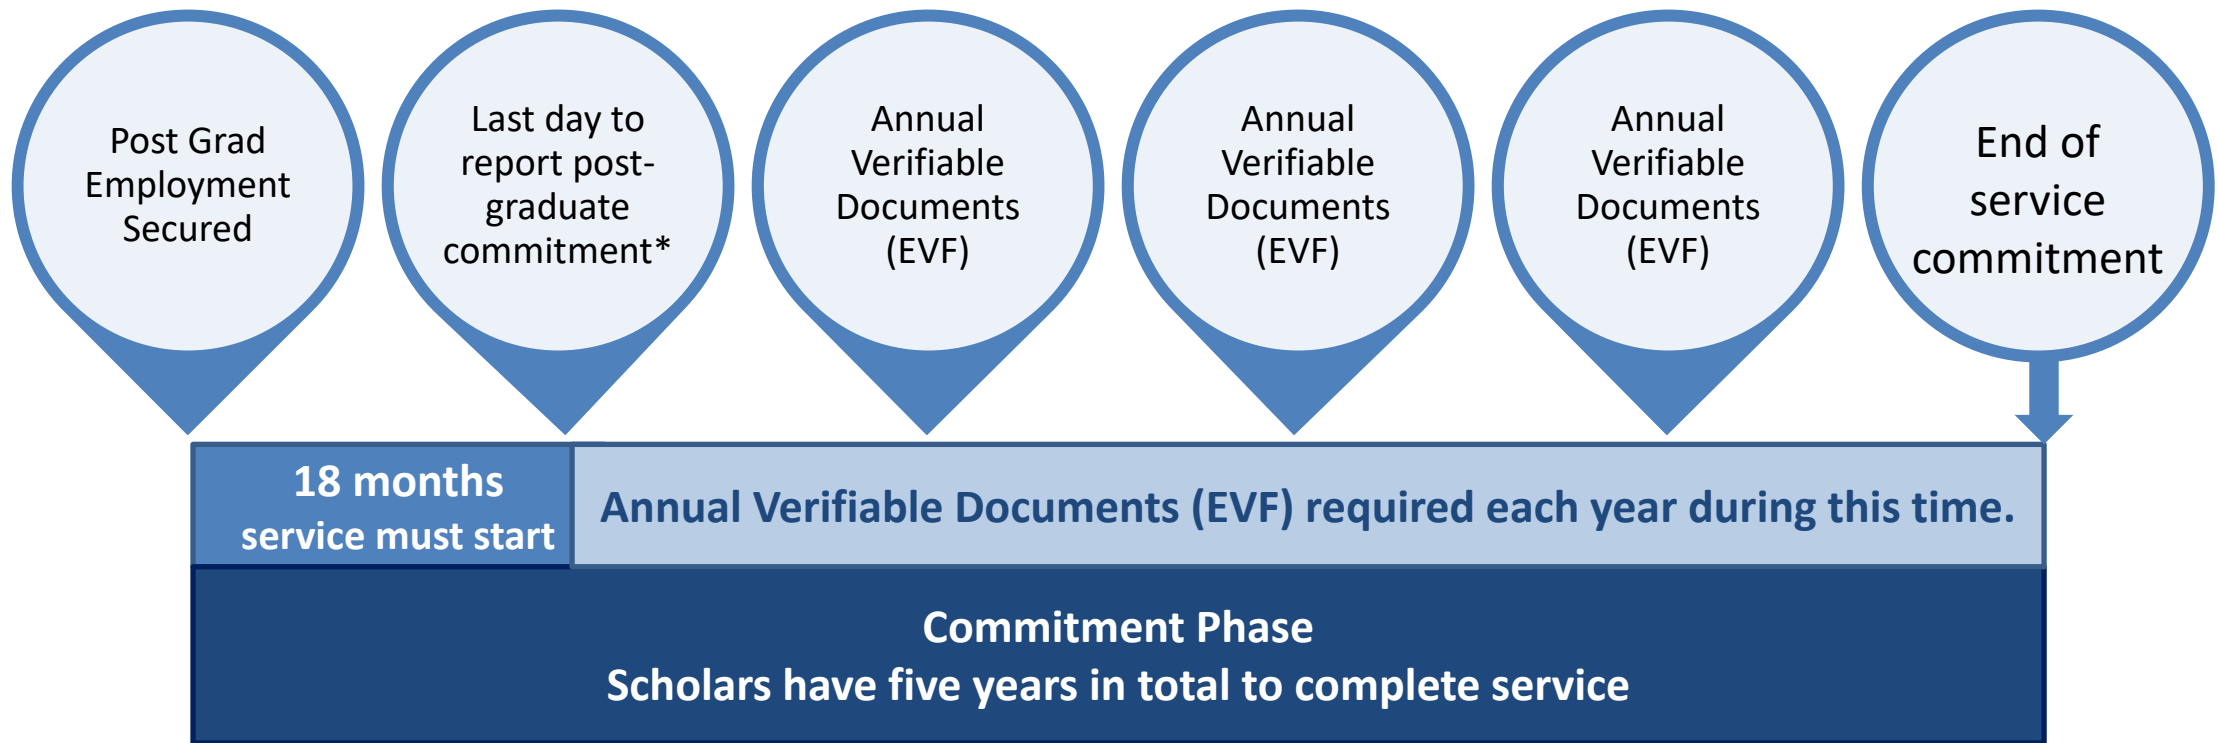 Post Grad
Employment
Secured
Last day to
report post-
graduate
commitment*
Annual
Verifiable
Documents
(EVF)
Annual
Verifiable
Documents
(EVF)
Annual
Verifiable
Documents
(EVF)
End of
service
commitment
18 months
service must start
Annual Verifiable Documents (EVF) required each year during this time.
Commitment Phase
Scholars have five years in total to complete service